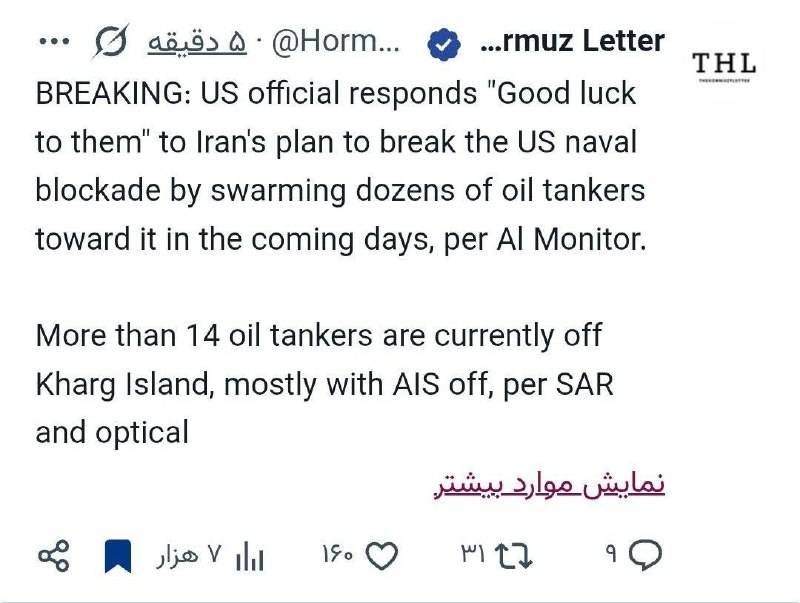 ...rmuz Letter @Horm... · ۵ دقیقه
THL
BREAKING: US official responds "Good luck
to them" to Iran's plan to break the US naval
blockade by swarming dozens of oil tankers
toward it in the coming days, per Al Monitor.
More than 14 oil tankers are currently off
Kharg Island, mostly with AIS off, per SAR
and optical
نمایش موارد بیشتر
۹ ۳۱ ۱۶۰ ۷ هزار